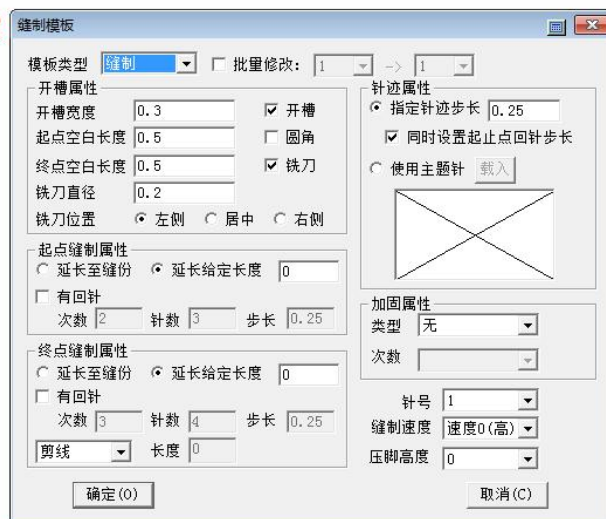 缝制模板
模板类型 缝制 批量修改: 1 -> 1
开槽属性
开槽宽度 0.3 开槽
起点空白长度 0.5 圆角
终点空白长度 0.5 铣刀
铣刀直径 0.2
铣刀位置 左侧 居中 右侧
起点缝制属性
延长至缝份 延长给定长度 0
有回针
次数 2 针数 3 步长 0.25
终点缝制属性
延长至缝份 延长给定长度 0
有回针
次数 3 针数 4 步长 0.25
剪线 长度 0
针迹属性
指定针迹步长 0.25
同时设置起止点回针步长
使用主题针 载入
加固属性
类型 无
次数
针号 1
缝制速度 速度0(高)
压脚高度 0
确定(O) 取消(C)